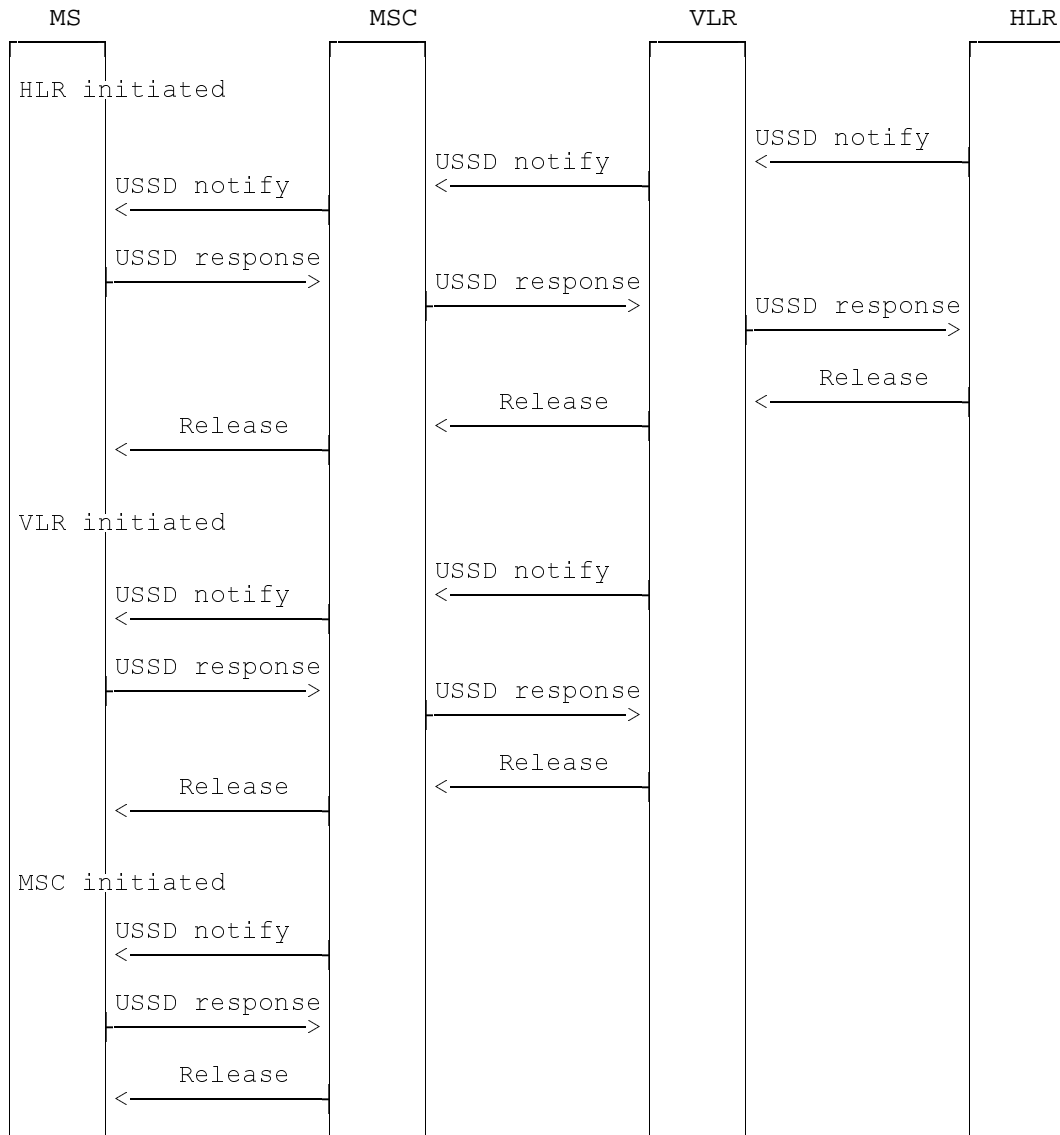 MS MSC VLR HLR
HLR initiated
USSD notify
USSD notify
USSD notify
USSD response
USSD response
USSD response
Release
Release
Release
VLR initiated
USSD notify
USSD notify
USSD response
USSD response
Release
Release
MSC initiated
USSD notify
USSD response
Release